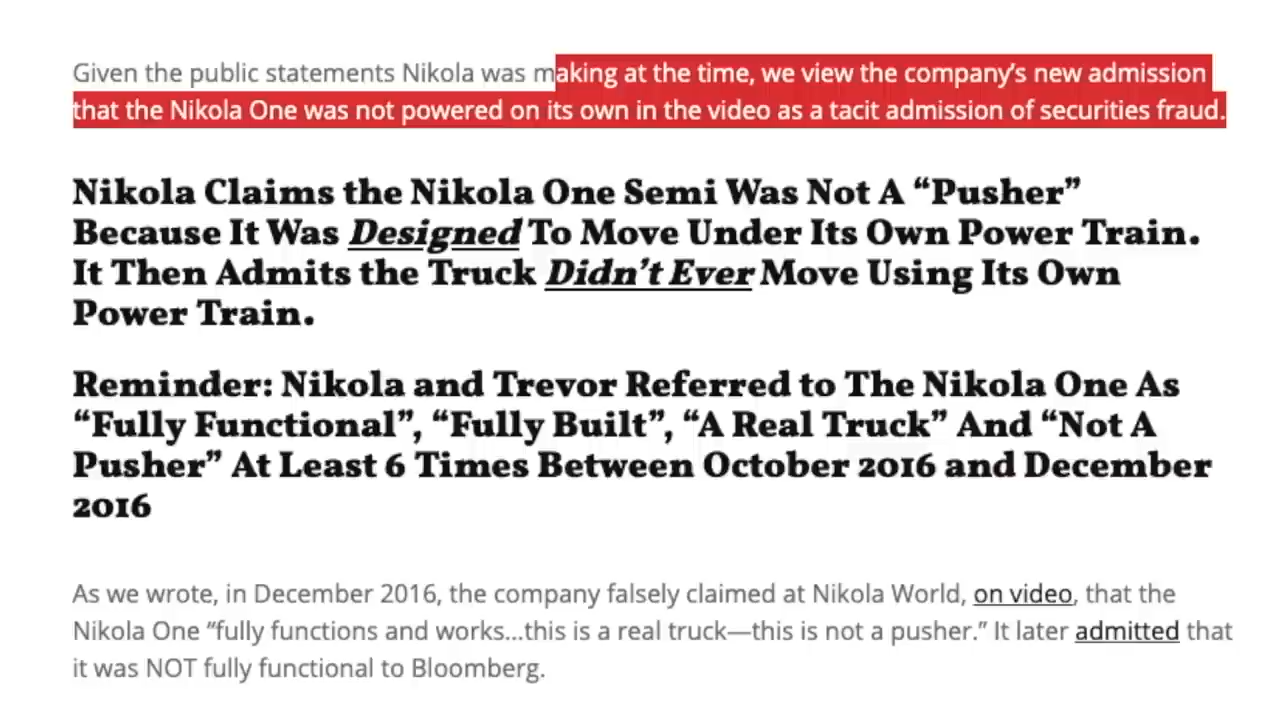 Given the public statements Nikola was making at the time, we view the company’s new admission
that the Nikola One was not powered on its own in the video as a tacit admission of securities fraud.
Nikola Claims the Nikola One Semi Was Not A “Pusher”
Because It Was Designed To Move Under Its Own Power Train.
It Then Admits the Truck Didn’t Ever Move Using Its Own
Power Train.
Reminder: Nikola and Trevor Referred to The Nikola One As
“Fully Functional”, “Fully Built”, “A Real Truck” And “Not A
Pusher” At Least 6 Times Between October 2016 and December
2016
As we wrote, in December 2016, the company falsely claimed at Nikola World, on video, that the
Nikola One “fully functions and works…this is a real truck—this is not a pusher.” It later admitted that
it was NOT fully functional to Bloomberg.